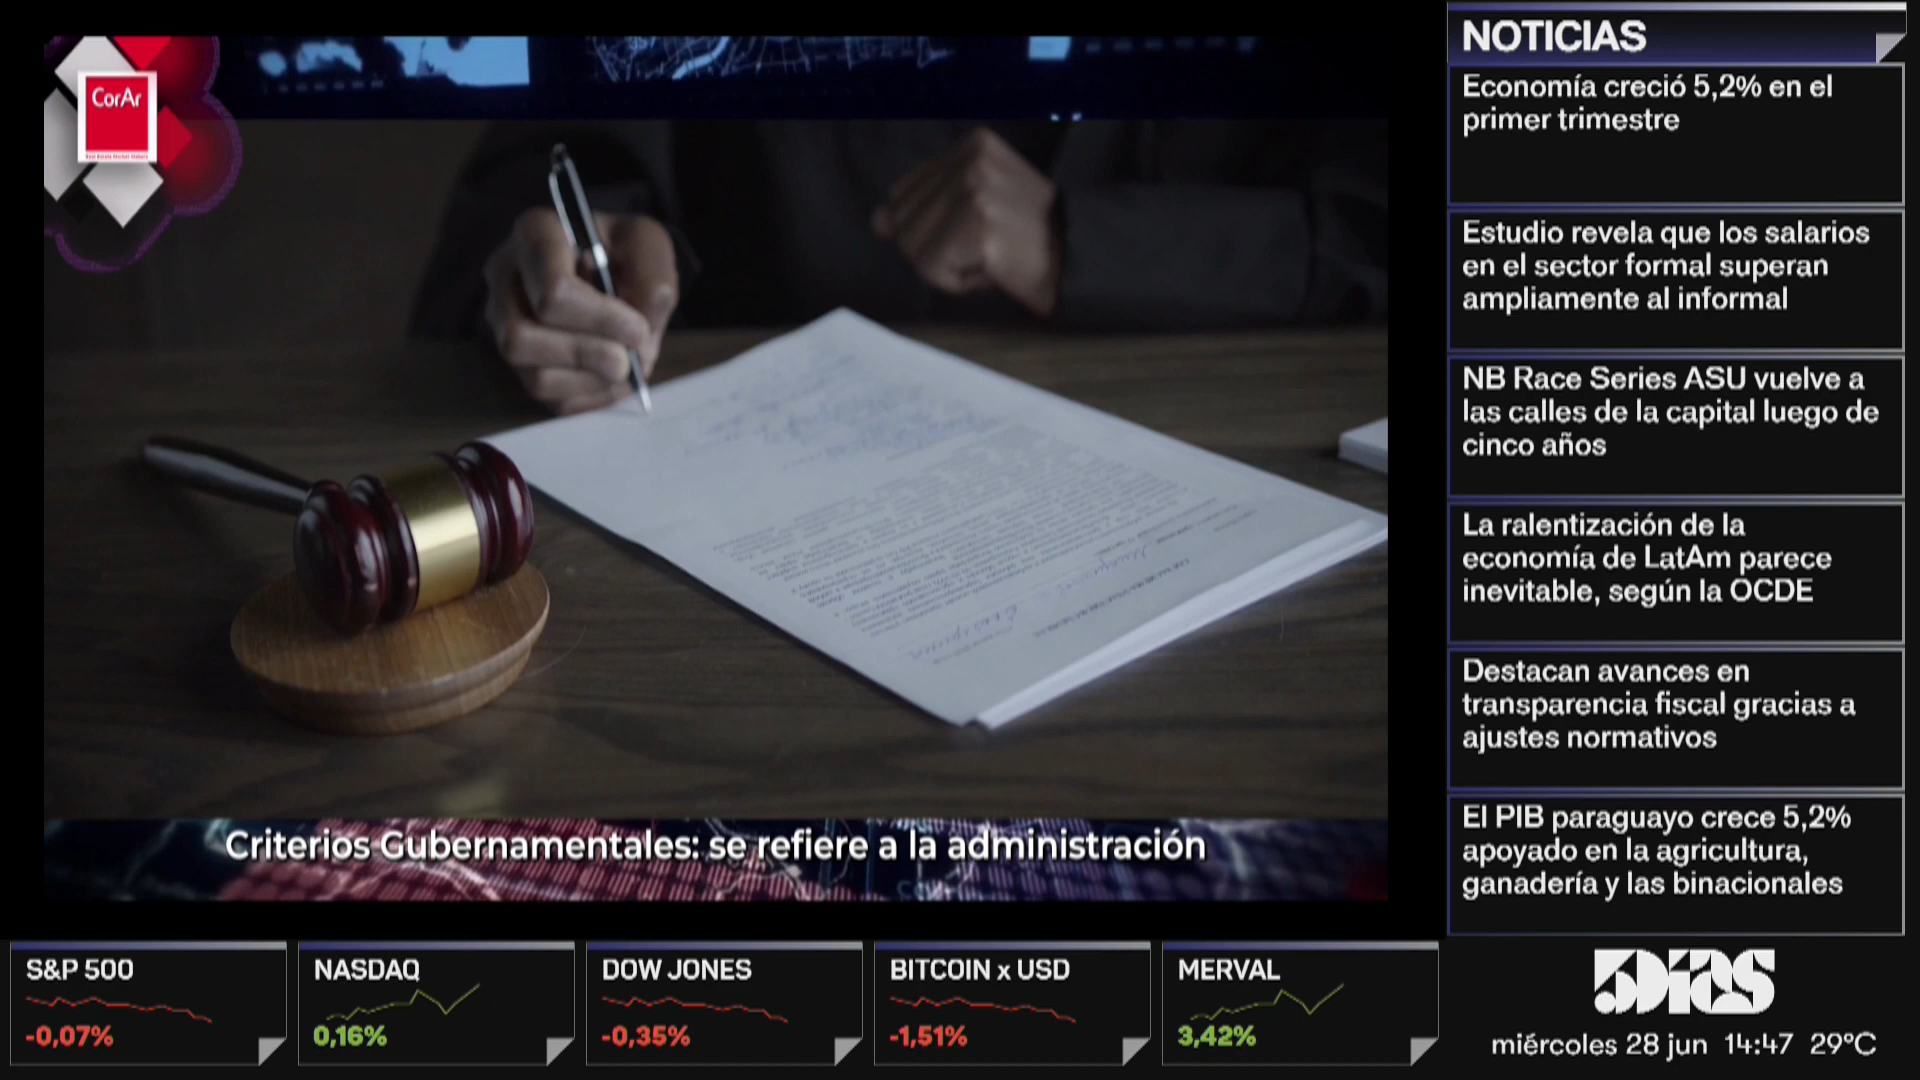 CorAr
Criterios Gubernamentales: se refiere a la administración
NOTICIAS
Economía creció 5,2% en el
primer trimestre
Estudio revela que los salarios
en el sector formal superan
ampliamente al informal
NB Race Series ASU vuelve a
las calles de la capital luego de
cinco años
La ralentización de la
economía de LatAm parece
inevitable, según la OCDE
Destacan avances en
transparencia fiscal gracias a
ajustes normativos
El PIB paraguayo crece 5,2%
apoyado en la agricultura,
ganadería y las binacionales
S&P 500
-0,07%
NASDAQ
0,16%
DOW JONES
-0,35%
BITCOIN x USD
-1,51%
MERVAL
3,42%
5DIAS
miércoles 28 jun 14:47 29°C